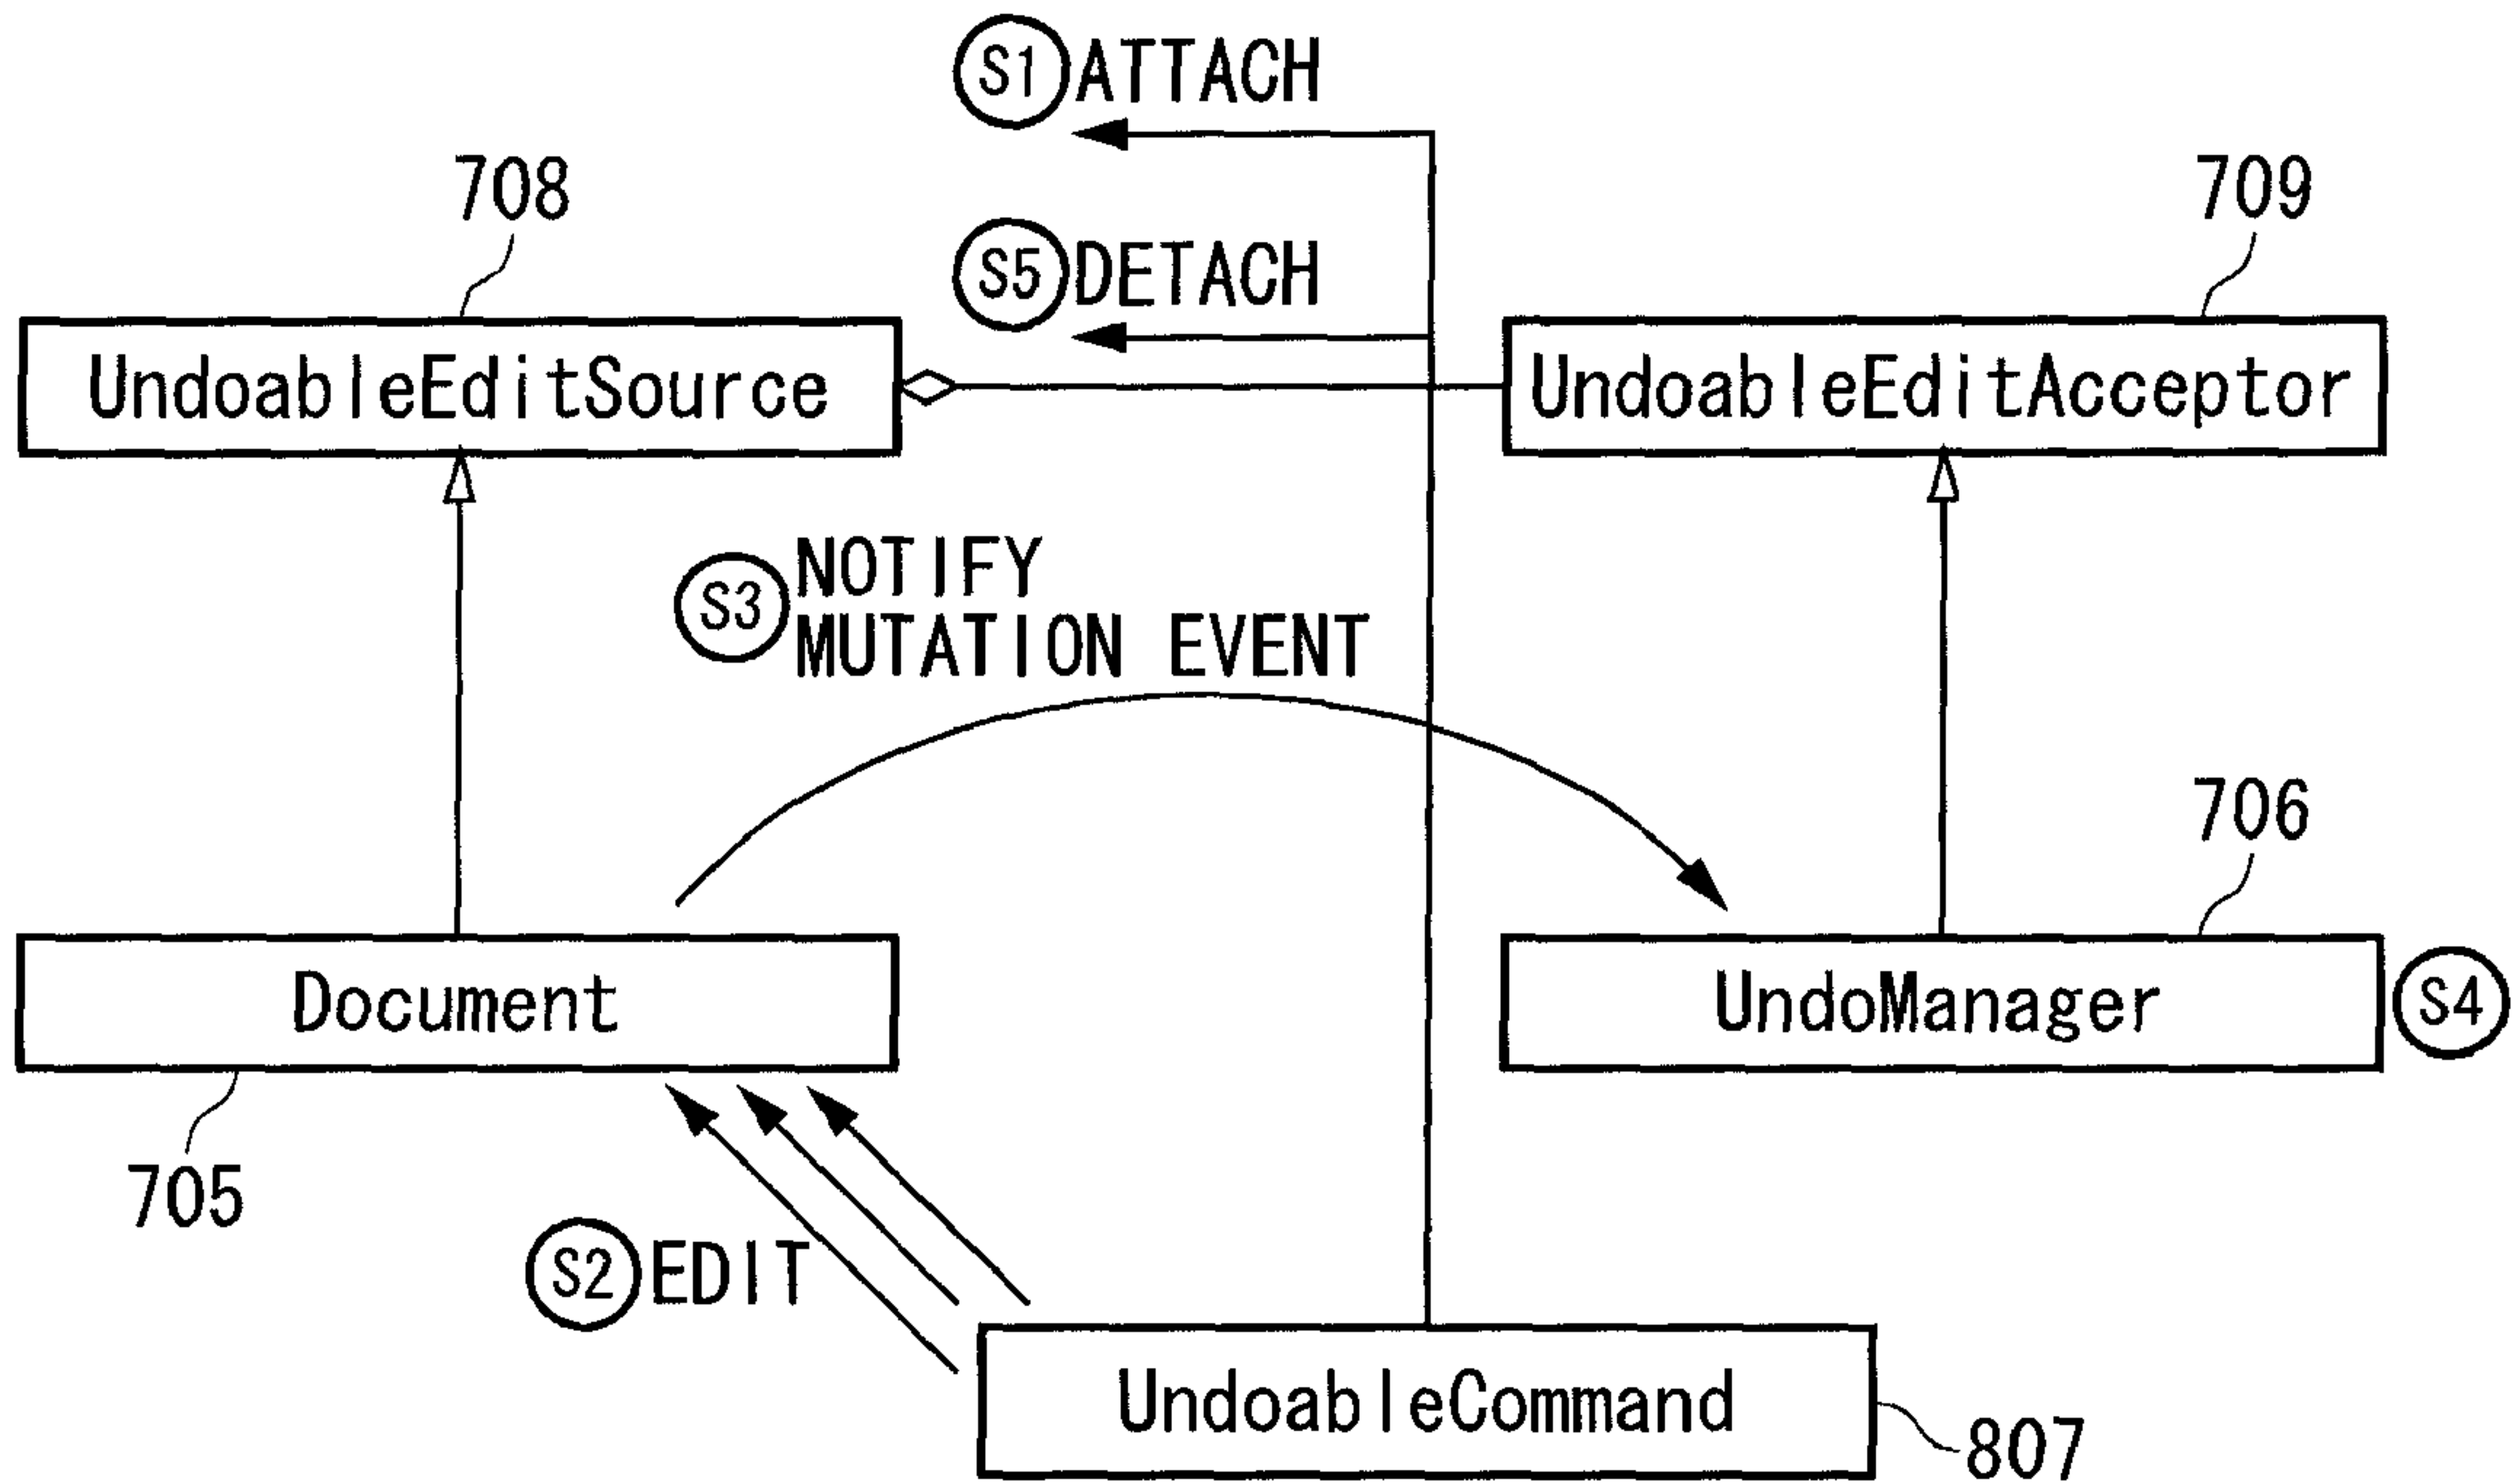 S1 ATTACH
708
709
S5 DETACH
UndoableEditSource
UndoableEditAcceptor
S3 NOTIFY
MUTATION EVENT
706
Document
UndoManager
S4
705
S2 EDIT
UndoableCommand
807